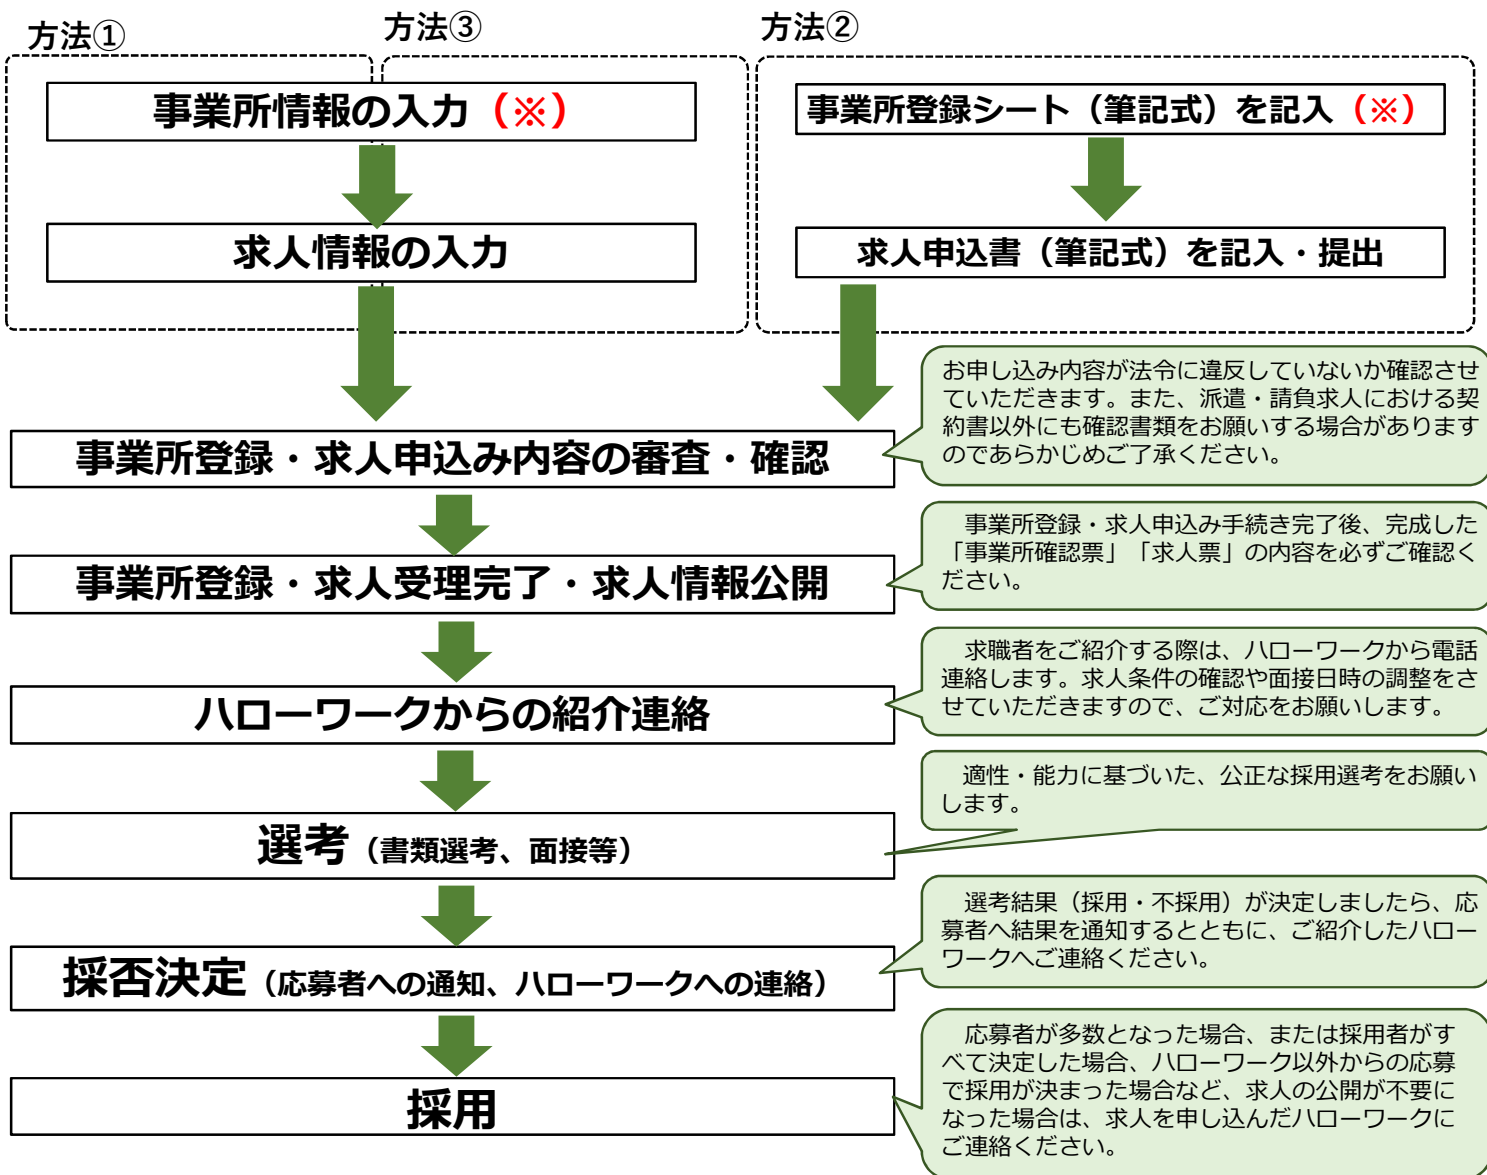 方法①
方法③
方法②
事業所情報の入力（※）
求人情報の入力
事業所登録シート（筆記式）を記入（※）
求人申込書（筆記式）を記入・提出
お申し込み内容が法令に違反していないか確認させ
ていただきます。また、派遣・請負求人における契
約書以外にも確認書類をお願いする場合があります
のであらかじめご了承ください。
事業所登録・求人申込み内容の審査・確認
事業所登録・求人申込み手続き完了後、完成した
「事業所確認票」「求人票」の内容を必ずご確認く
ださい。
事業所登録・求人受理完了・求人情報公開
求職者をご紹介する際は、ハローワークから電話
連絡します。求人条件の確認や面接日時の調整をさ
せていただきますので、ご対応をお願いします。
ハローワークからの紹介連絡
適性・能力に基づいた、公正な採用選考をお願い
します。
選考（書類選考、面接等）
選考結果（採用・不採用）が決定しましたら、応
募者へ結果を通知するとともに、ご紹介したハロー
ワークへご連絡ください。
採否決定（応募者への通知、ハローワークへの連絡）
応募者が多数となった場合、または採用者がす
べて決定した場合、ハローワーク以外からの応募
で採用が決まった場合など、求人の公開が不要に
なった場合は、求人を申し込んだハローワークに
ご連絡ください。
採用